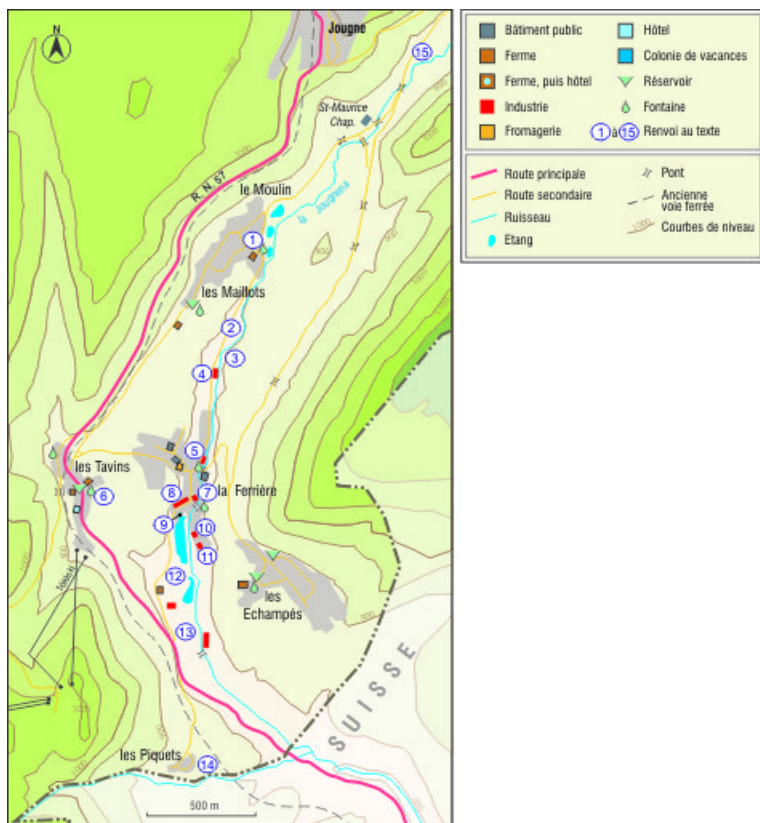 N
Jougne
15
St-Maurice
Chap.
R. N. 57
le Moulin
la Jougnena
1
les Maillots
2
3
4
5
les Tavins
6
8
7
la Ferrière
9
10
11
12
les
Echampés
13
SUISSE
les Piquets
14
500 m
1000
900
Bâtiment public
Ferme
Ferme, puis hôtel
Industrie
Fromagerie
Hôtel
Colonie de vacances
Réservoir
Fontaine
1 à 15 Renvoi au texte
Route principale
Route secondaire
Ruisseau
Etang
Pont
Ancienne
voie ferrée
1000 Courbes de niveau